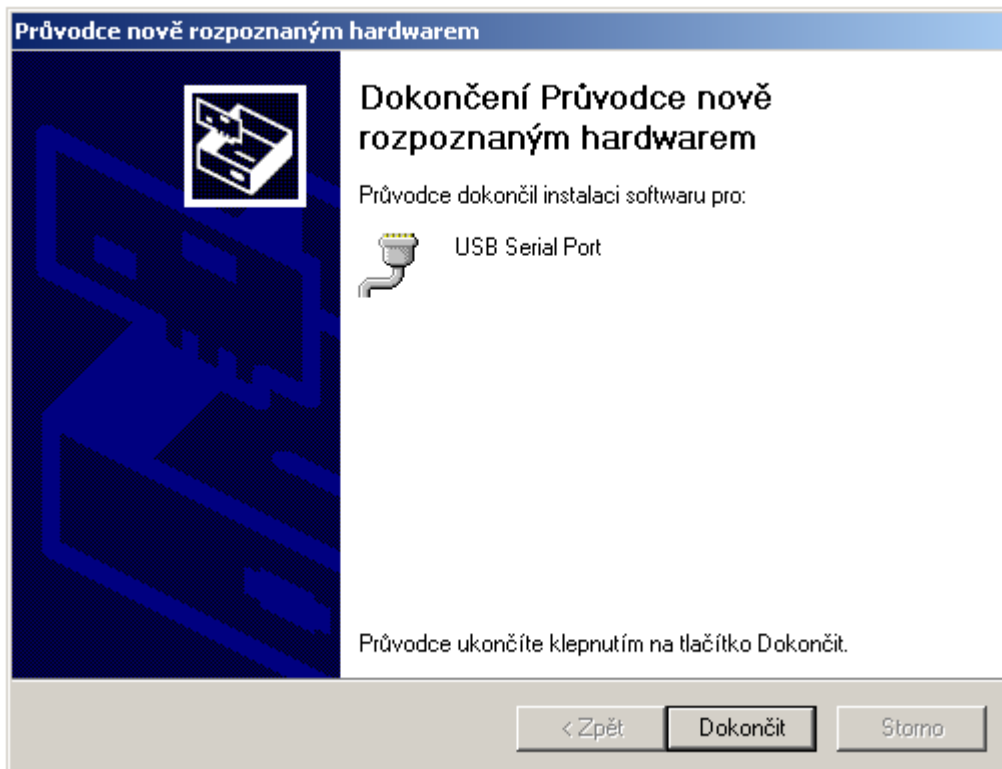 Průvodce nově rozpoznaným hardwarem
Dokončení Průvodce nově
rozpoznaným hardwarem
Průvodce dokončil instalaci softwaru pro:
USB Serial Port
Průvodce ukončíte klepnutím na tlačítko Dokončit.
< Zpět
Dokončit
Storno